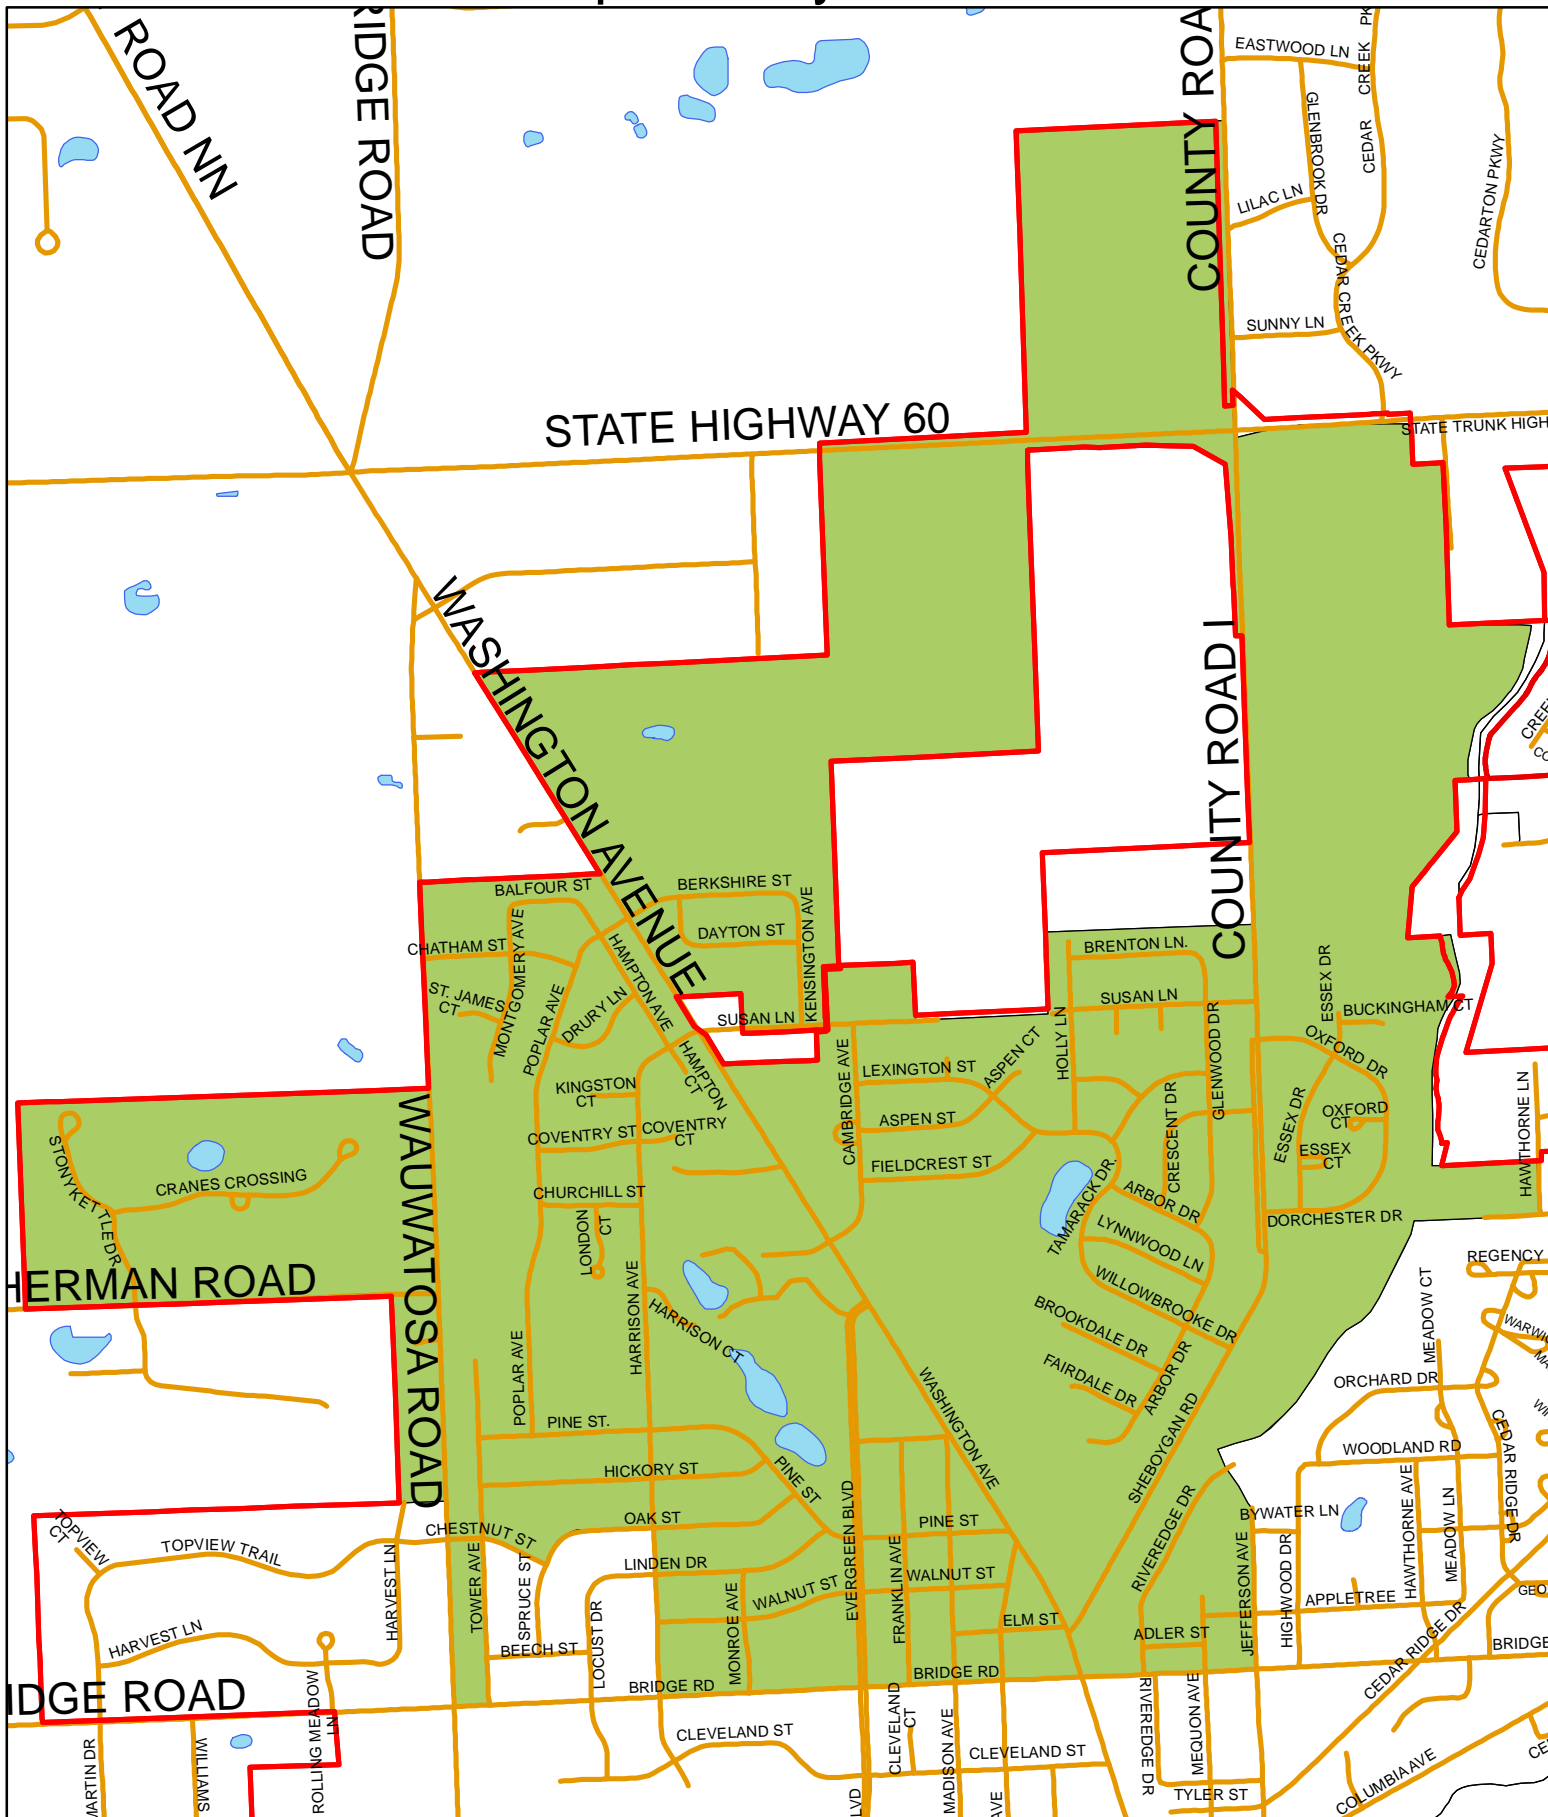 ROAD NN
RIDGE ROAD
COUNTY ROA
EASTWOOD LN
CEDAR CREEK PK
GLENBROOK DR
LILAC LN
CEDARTON PKWY
CEDAR CREEK PKWY
SUNNY LN
STATE HIGHWAY 60
STATE TRUNK HIGH
WASHINGTON AVENUE
COUNTY ROAD I
CREE
CO
BALFOUR ST
BERKSHIRE ST
KENSINGTON AVE
DAYTON ST
CHATHAM ST
MONTGOMERY AVE
HAMPTON AVE
ST. JAMES
CT
POPLAR AVE
DRURY LN
SUSAN LN
BRENTON LN.
SUSAN LN
HOLLY LN
GLENWOOD DR
ESSEX DR
BUCKINGHAM CT
OXFORD DR
HAMPTON
CT
KINGSTON
CT
COVENTRY ST
COVENTRY
CT
CAMBRIDGE AVE
LEXINGTON ST
ASPEN CT
ASPEN ST
FIELDCREST ST
CRESCENT DR
ESSEX DR
OXFORD
CT
ESSEX
CT
HAWTHORNE LN
WAUWATOSA ROAD
STONY KETTLE DR
CRANES CROSSING
CHURCHILL ST
LONDON
CT
TAMARACK DR.
ARBOR DR
LYNNWOOD LN
DORCHESTER DR
HERMAN ROAD
HARRISON AVE
HARRISON CT
WILLOWBROOKE DR
BROOKDALE DR
FAIRDALE DR
ARBOR DR
REGENCY
MEADOW CT
WARWIC
MA
POPLAR AVE
WASHINGTON AVE
SHEBOYGAN RD
ORCHARD DR
WI
PINE ST.
HICKORY ST
PINE ST
WOODLAND RD
CEDAR RIDGE DR
TOPVIEW
CT
TOPVIEW TRAIL
CHESTNUT ST
OAK ST
EVERGREEN BLVD
PINE ST
RIVEREDGE DR
BYWATER LN
HAWTHORNE AVE
MEADOW LN
HARVEST LN
TOWER AVE
SPRUCE ST
LINDEN DR
WALNUT ST
FRANKLIN AVE
WALNUT ST
JEFFERSON AVE
HIGHWOOD DR
APPLETREE
GEO
HARVEST LN
BEECH ST
LOCUST DR
MONROE AVE
ELM ST
ADLER ST
BRIDGE
CEDAR RIDGE DR
IDGE ROAD
BRIDGE RD
BRIDGE RD
ROLLING MEADOW
LN
MARTIN DR
WILLIAMS
CLEVELAND ST
CLEVELAND
CT
MADISON AVE
CLEVELAND ST
RIVEREDGE DR
MEQUON AVE
TYLER ST
COLUMBIA AVE
CE
LVD
AVE